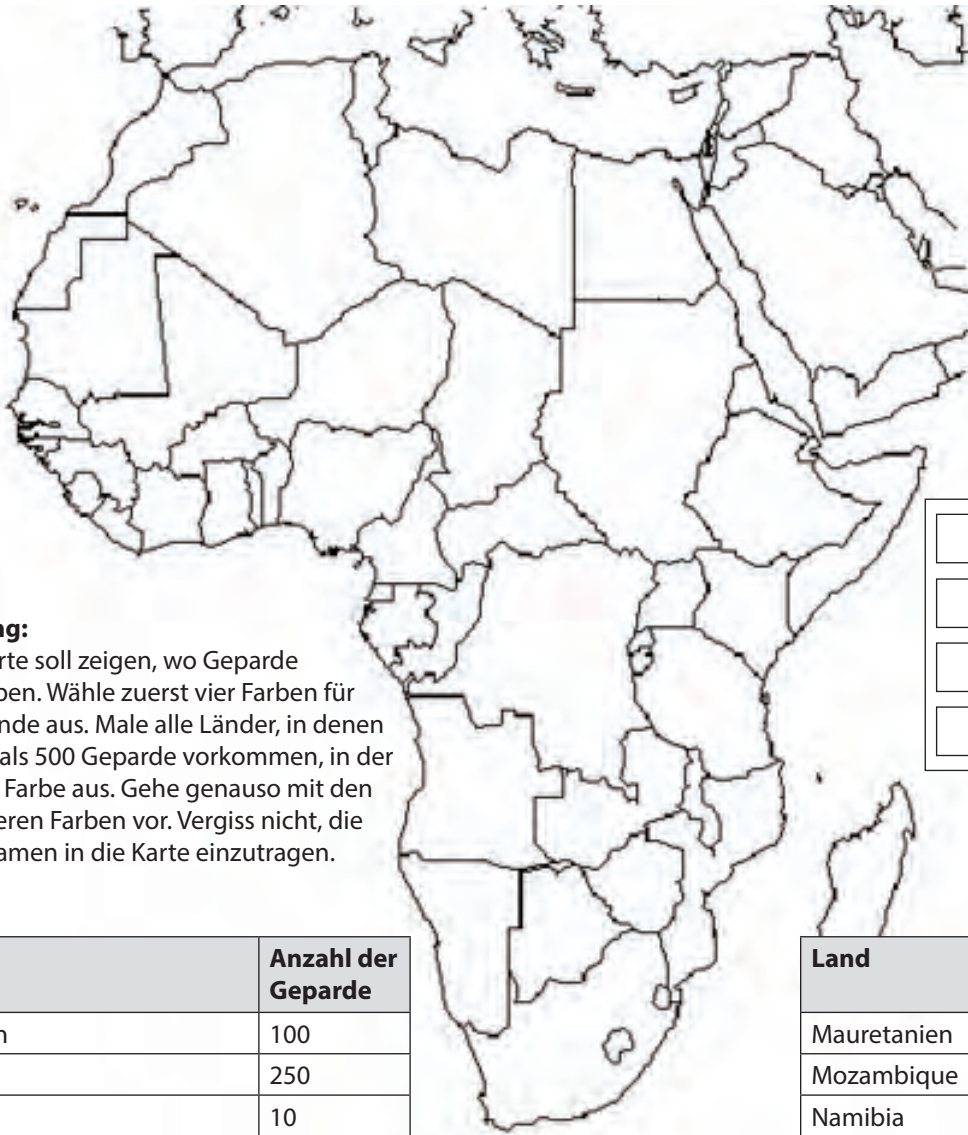 ng:
rte soll zeigen, wo Geparde
ben. Wähle zuerst vier Farben für
nde aus. Male alle Länder, in denen
als 500 Geparde vorkommen, in der
Farbe aus. Gehe genauso mit den
eren Farben vor. Vergiss nicht, die
amen in die Karte einzutragen.
Anzahl der
Geparde
n 100
250
10
Land
Mauretanien
Mozambique
Namibia